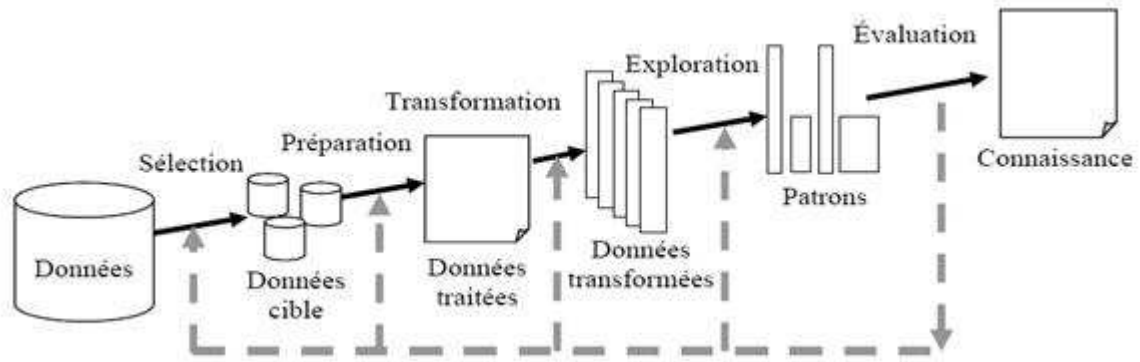 Données
Sélection
Données
cible
Préparation
Données
traitées
Transformation
Données
transformées
Exploration
Patrons
Évaluation
Connaissance